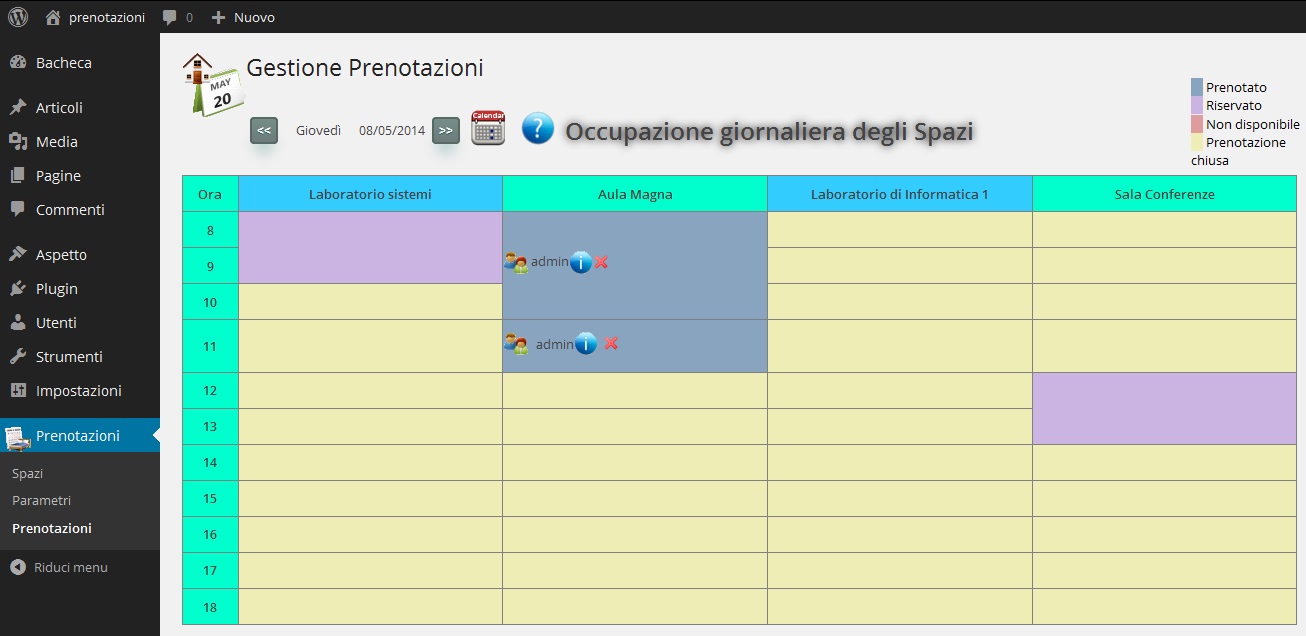 prenotazioni 0 Nuovo
Bacheca
Articoli
Media
Pagine
Commenti
Aspetto
Plugin
Utenti
Strumenti
Impostazioni
Prenotazioni
Spazi
Parametri
Prenotazioni
Riduci menu
MAY
20
Gestione Prenotazioni
<< Giovedì 08/05/2014 >> Calendar ? Occupazione giornaliera degli Spazi
Prenotato
Riservato
Non disponibile
Prenotazione
chiusa
Ora Laboratorio sistemi Aula Magna Laboratorio di Informatica 1 Sala Conferenze
8
9 admin i
10
11 admin i
12
13
14
15
16
17
18